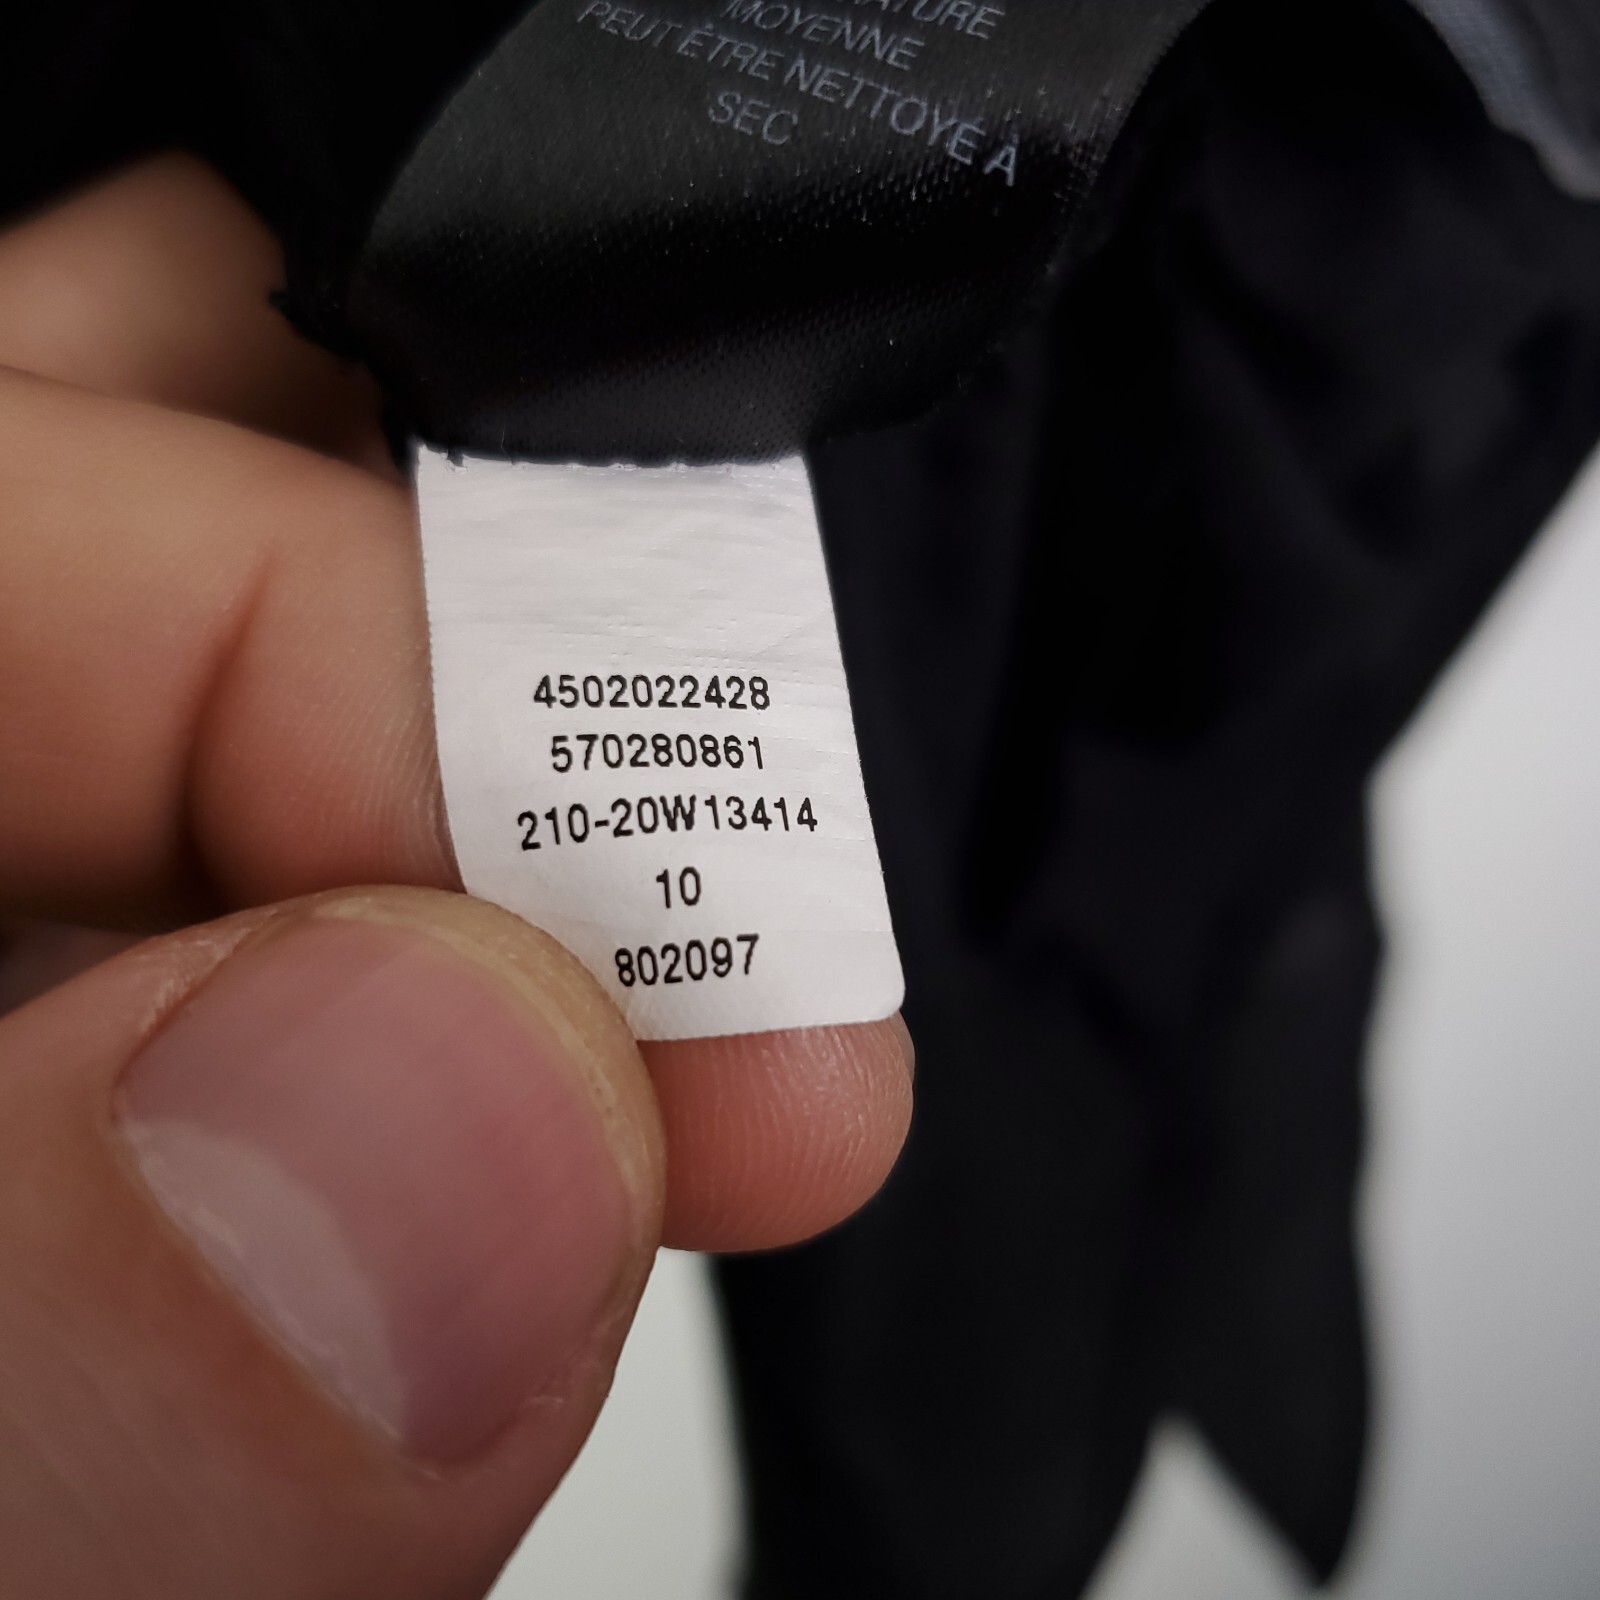 MOYENNE
PEUT ÊTRE NETTOYÉ A
SEC
4502022428
570280861
210-20W13414
10
802097